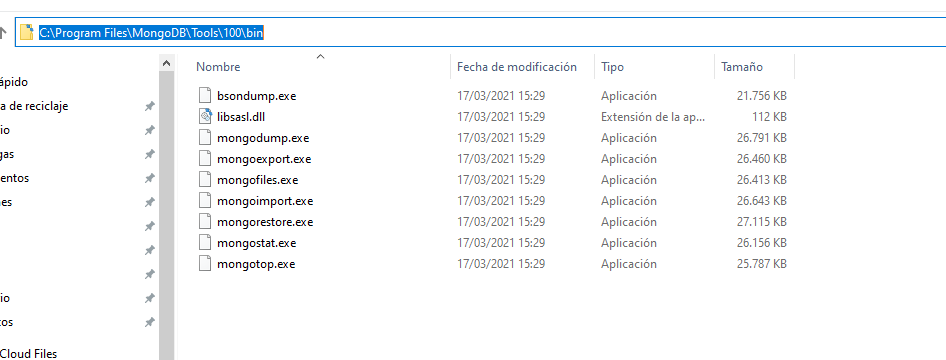 C:\Program Files\MongoDB\Tools\100\bin
Nombre Fecha de modificación Tipo Tamaño
ápido
a de reciclaje
io
gas
entos
nes
io
tos
Cloud Files
bsondump.exe 17/03/2021 15:29 Aplicación 21.756 KB
libsasl.dll 17/03/2021 15:29 Extensión de la ap... 112 KB
mongodump.exe 17/03/2021 15:29 Aplicación 26.791 KB
mongoexport.exe 17/03/2021 15:29 Aplicación 26.460 KB
mongofiles.exe 17/03/2021 15:29 Aplicación 26.413 KB
mongoimport.exe 17/03/2021 15:29 Aplicación 26.643 KB
mongorestore.exe 17/03/2021 15:29 Aplicación 27.115 KB
mongostat.exe 17/03/2021 15:29 Aplicación 26.156 KB
mongotop.exe 17/03/2021 15:29 Aplicación 25.787 KB